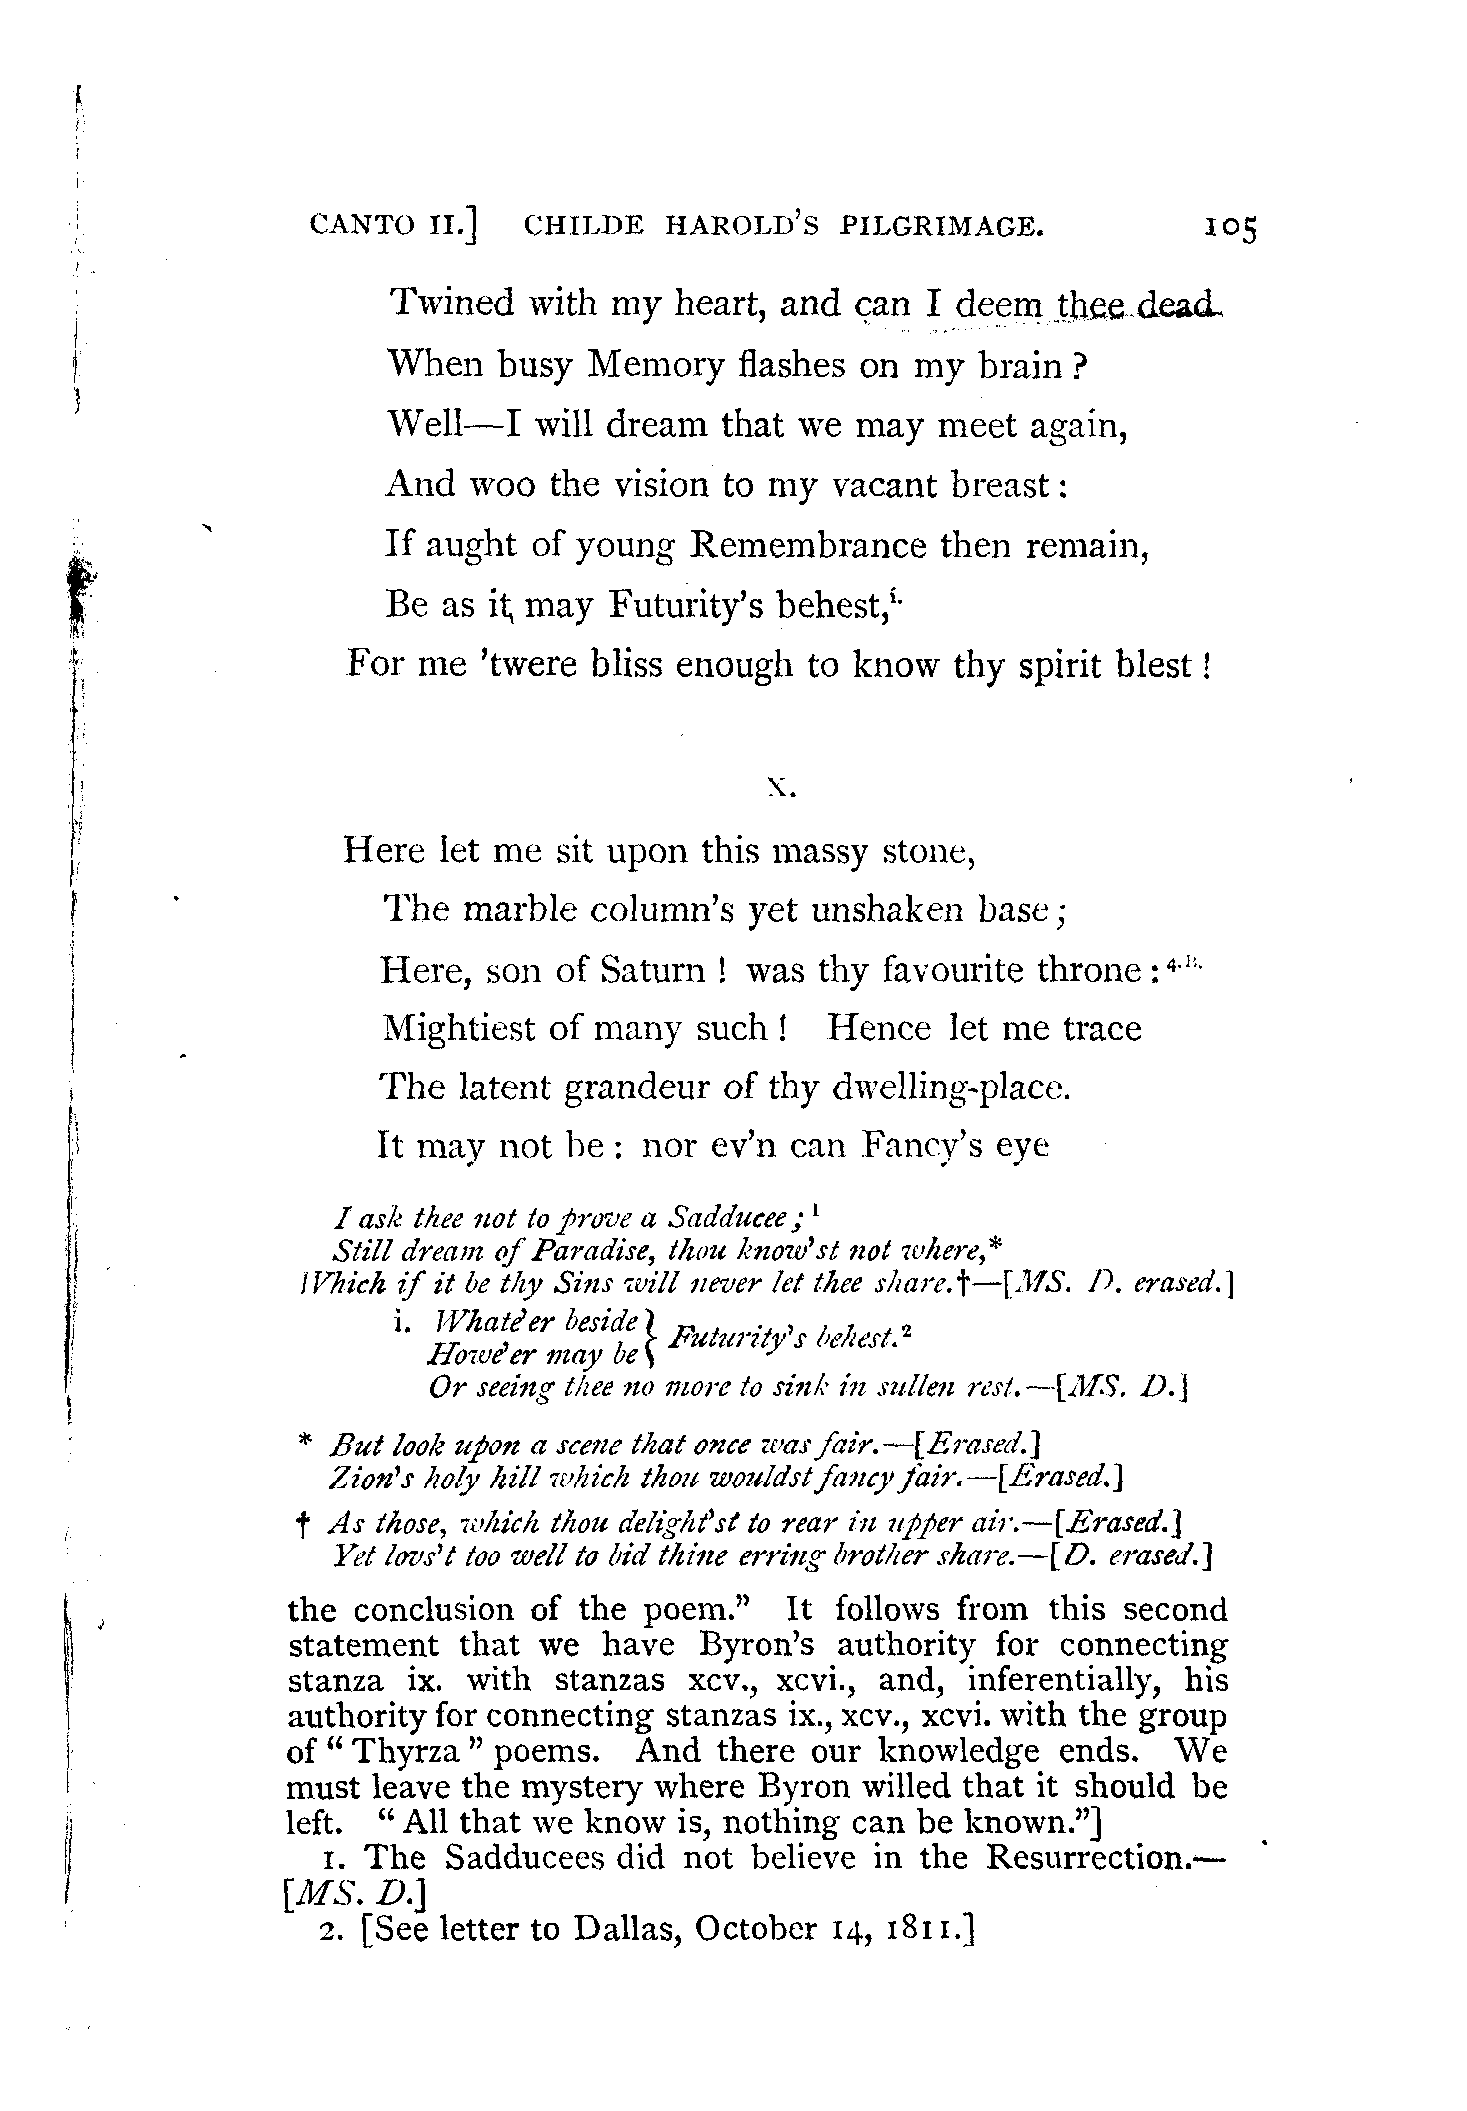 CANTO II.] CHILDE HAROLD'S PILGRIMAGE. 105
Twined with my heart, and can I deem thee dead
When busy Memory flashes on my brain ?
Well—I will dream that we may meet again,
And woo the vision to my vacant breast :
If aught of young Remembrance then remain,
Be as it may Futurity's behest,i.
For me 'twere bliss enough to know thy spirit blest !
X.
Here let me sit upon this massy stone,
The marble column's yet unshaken base ;
Here, son of Saturn ! was thy favourite throne : 4.B.
Mightiest of many such ! Hence let me trace
The latent grandeur of thy dwelling-place.
It may not be : nor ev'n can Fancy's eye
I ask thee not to prove a Sadducee ; 1
Still dream of Paradise, thou know'st not where,*
Which if it be thy Sins will never let thee share.†—[MS. D. erased.]
i. Whate'er beside } Futurity's behest.2
Howe'er may be }
Or seeing thee no more to sink in sullen rest.—[MS. D.]
* But look upon a scene that once was fair.—[Erased.]
Zion's holy hill which thou wouldst fancy fair.—[Erased.]
† As those, which thou delight'st to rear in upper air.—[Erased.]
Yet lovs't too well to bid thine erring brother share.—[D. erased.]
the conclusion of the poem." It follows from this second
statement that we have Byron's authority for connecting
stanza ix. with stanzas xcv., xcvi., and, inferentially, his
authority for connecting stanzas ix., xcv., xcvi. with the group
of "Thyrza" poems. And there our knowledge ends. We
must leave the mystery where Byron willed that it should be
left. "All that we know is, nothing can be known."]
1. The Sadducees did not believe in the Resurrection.—
[MS. D.]
2. [See letter to Dallas, October 14, 1811.]